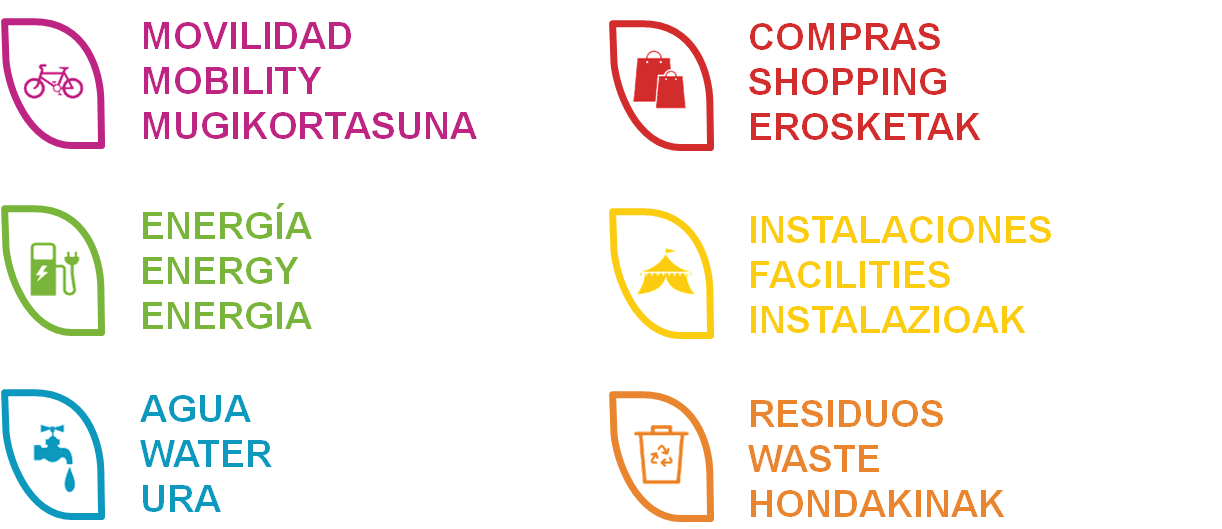 MOVILIDAD
MOBILITY
MUGIKORTASUNA
COMPRAS
SHOPPING
EROSKETAK
ENERGÍA
ENERGY
ENERGIA
INSTALACIONES
FACILITIES
INSTALAZIOAK
AGUA
WATER
URA
RESIDUOS
WASTE
HONDAKINAK